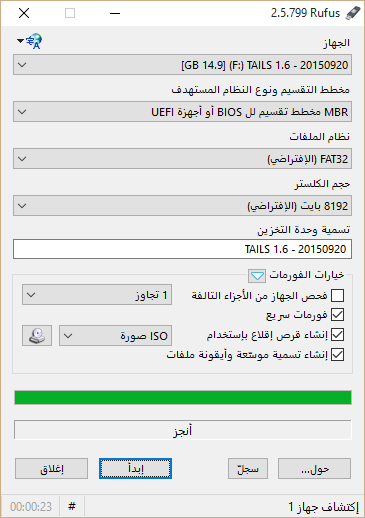 2.5.799 Rufus
الجهاز
[GB 14.9] (F:) TAILS 1.6 - 20150920
مخطط التقسيم ونوع النظام المستهدف
MBR مخطط تقسيم لل BIOS أو أجهزة UEFI
نظام الملفات
FAT32 (الإفتراضي)
حجم الكلستر
8192 بايت (الإفتراضي)
تسمية وحدة التخزين
TAILS 1.6 - 20150920
خيارات الفورمات
فحص الجهاز من الأجزاء التالفة
1 تجاوز
فورمات سريع
إنشاء قرص إقلاع بإستخدام
ISO صورة
إنشاء تسمية موسّعة وأيقونة ملفات
أنجز
حول...
سجلّ
إبدأ
إغلاق
إكتشاف جهاز 1
#
00:00:23